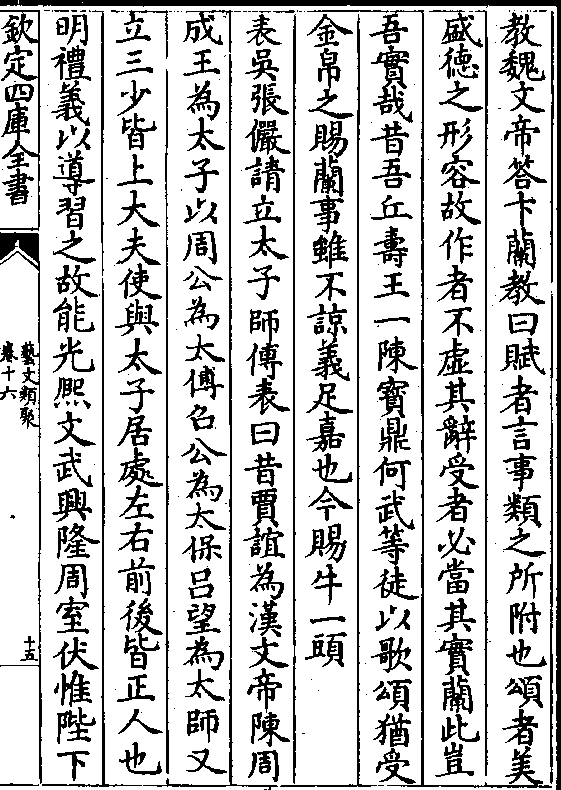 教魏文帝答卞蘭教曰賦者言事類之所附也頌者美
盛德之形容故作者不虛其辭受者必當其實蘭此豈
吾實哉昔吾丘壽王一陳寶鼎何武等徒以歌頌猶受
金帛之賜蘭事雖不諒義足嘉也今賜牛一頭
表吳張儼請立太子師傅表曰昔賈誼為漢文帝陳周
成王為太子以周公為太傅召公為太保呂望為太師又
立三少皆上大夫使與太子居處左右前後皆正人也
明禮義以導習之故能光熙文武興隆周室伏惟陛下
欽定四庫全書
藝文類聚
卷十六
十五